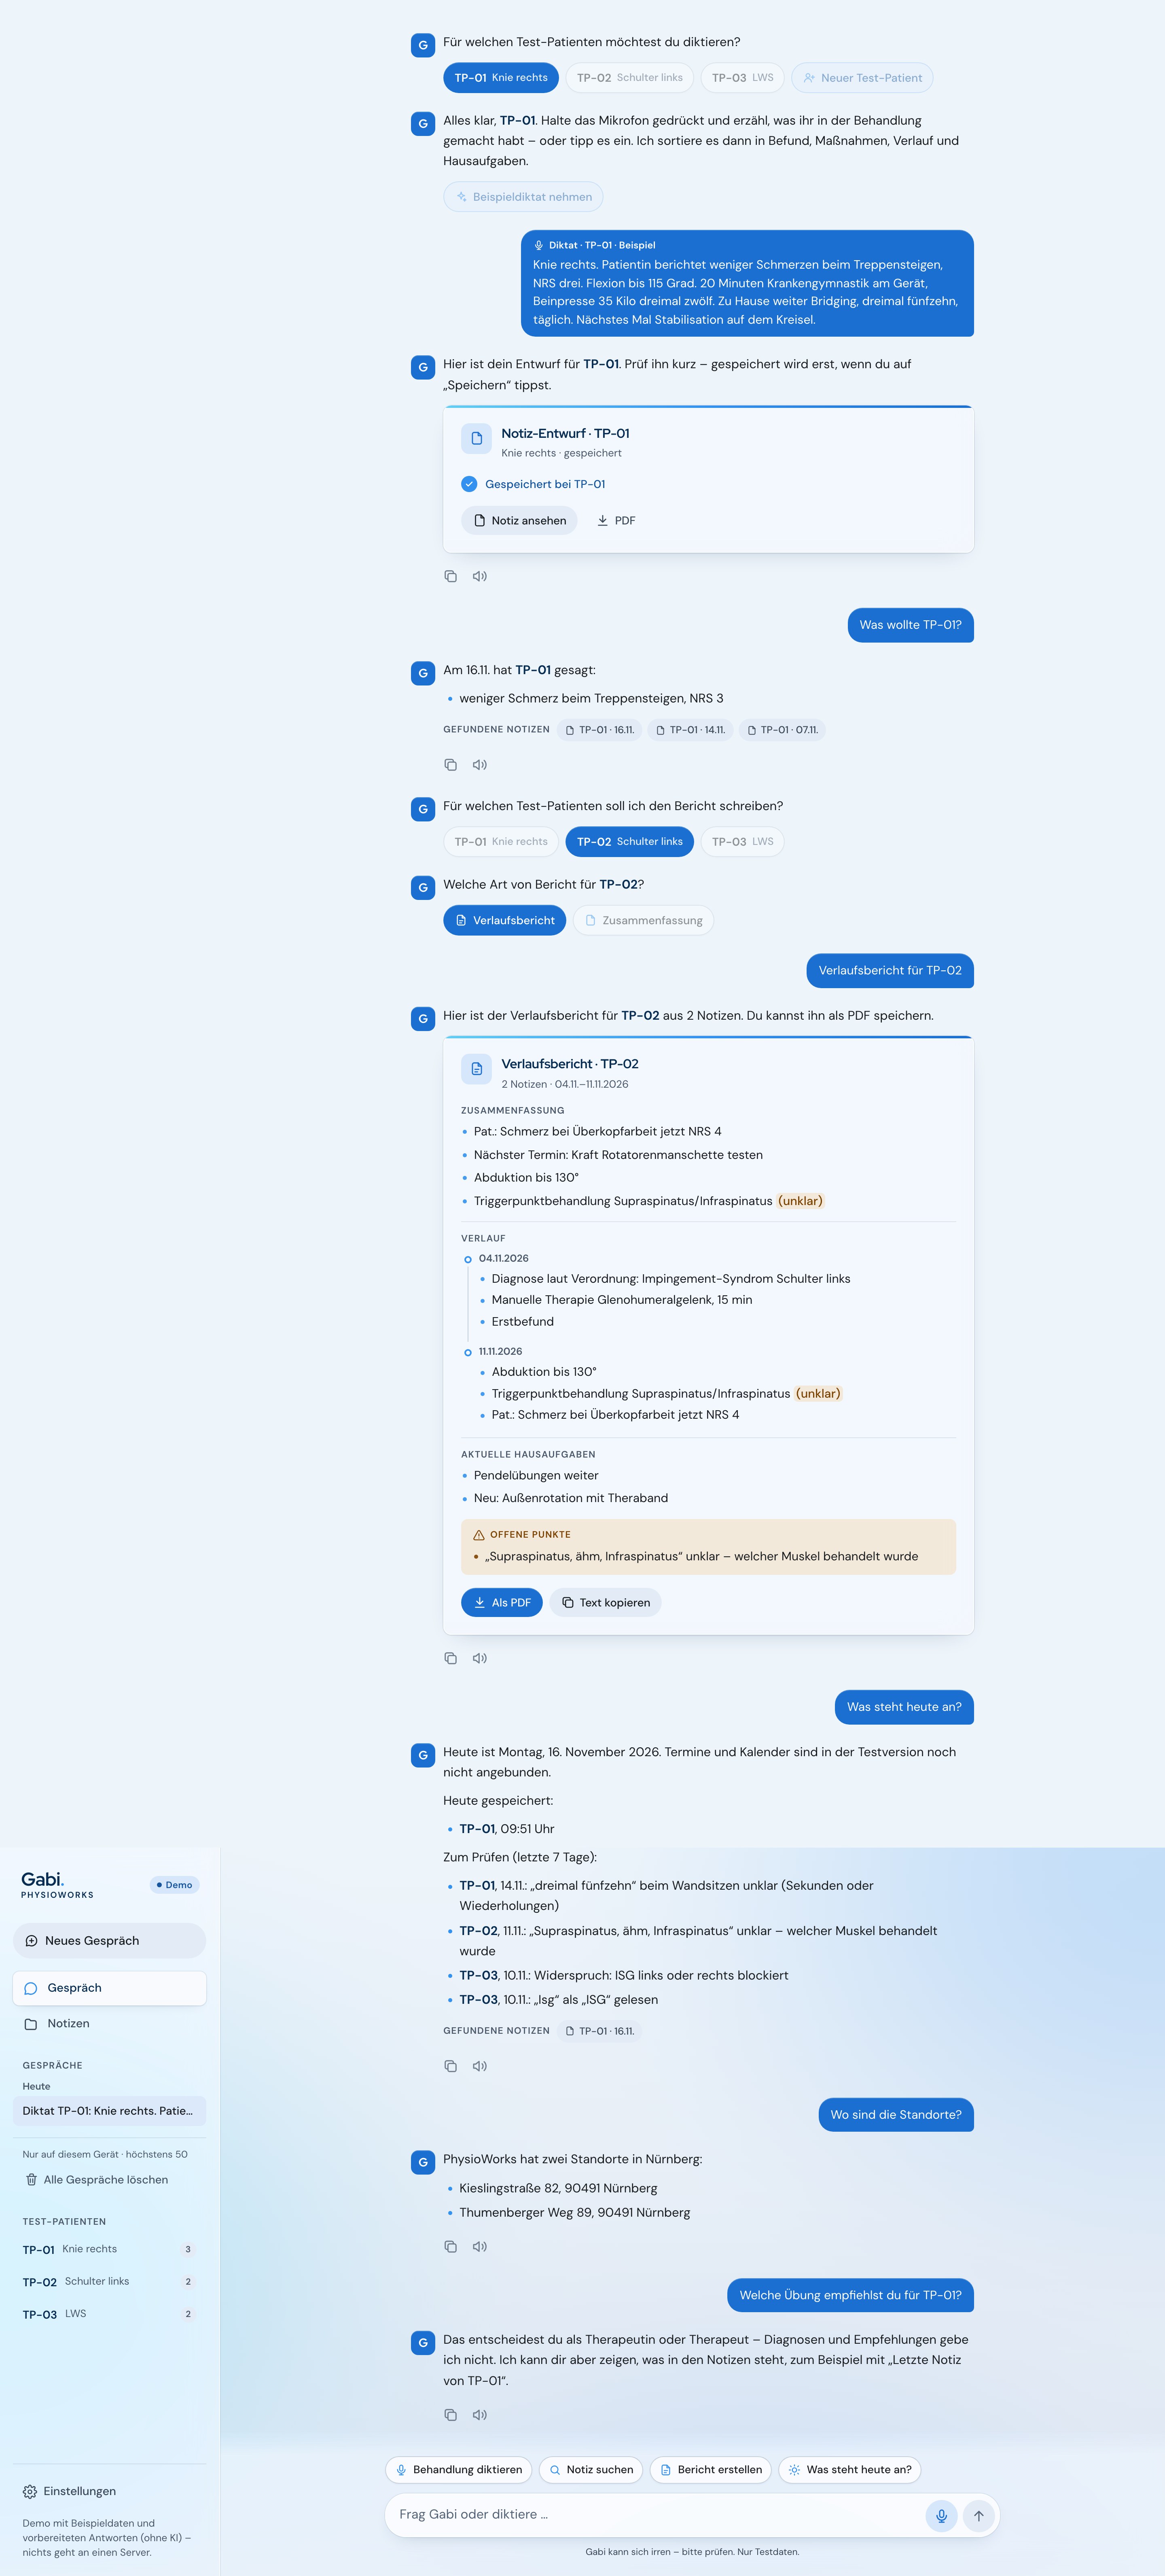 G Für welchen Test-Patienten möchtest du diktieren?
TP-01 Knie rechts TP-02 Schulter links TP-03 LWS Neuer Test-Patient
G Alles klar, TP-01. Halte das Mikrofon gedrückt und erzähl, was ihr in der Behandlung
gemacht habt – oder tipp es ein. Ich sortiere es dann in Befund, Maßnahmen, Verlauf und
Hausaufgaben.
Beispieldiktat nehmen
Diktat · TP-01 · Beispiel
Knie rechts. Patientin berichtet weniger Schmerzen beim Treppensteigen,
NRS drei. Flexion bis 115 Grad. 20 Minuten Krankengymnastik am Gerät,
Beinpresse 35 Kilo dreimal zwölf. Zu Hause weiter Bridging, dreimal fünfzehn,
täglich. Nächstes Mal Stabilisation auf dem Kreisel.
G Hier ist dein Entwurf für TP-01. Prüf ihn kurz – gespeichert wird erst, wenn du auf
„Speichern“ tippst.
Notiz-Entwurf · TP-01
Knie rechts · gespeichert
Gespeichert bei TP-01
Notiz ansehen PDF
Was wollte TP-01?
G Am 16.11. hat TP-01 gesagt:
• weniger Schmerz beim Treppensteigen, NRS 3
GEFUNDENE NOTIZEN TP-01 · 16.11. TP-01 · 14.11. TP-01 · 07.11.
G Für welchen Test-Patienten soll ich den Bericht schreiben?
TP-01 Knie rechts TP-02 Schulter links TP-03 LWS
G Welche Art von Bericht für TP-02?
Verlaufsbericht Zusammenfassung
Verlaufsbericht für TP-02
G Hier ist der Verlaufsbericht für TP-02 aus 2 Notizen. Du kannst ihn als PDF speichern.
Verlaufsbericht · TP-02
2 Notizen · 04.11.–11.11.2026
ZUSAMMENFASSUNG
• Pat.: Schmerz bei Überkopfarbeit jetzt NRS 4
• Nächster Termin: Kraft Rotatorenmanschette testen
• Abduktion bis 130°
• Triggerpunktbehandlung Supraspinatus/Infraspinatus (unklar)
VERLAUF
04.11.2026
• Diagnose laut Verordnung: Impingement-Syndrom Schulter links
• Manuelle Therapie Glenohumeralgelenk, 15 min
• Erstbefund
11.11.2026
• Abduktion bis 130°
• Triggerpunktbehandlung Supraspinatus/Infraspinatus (unklar)
• Pat.: Schmerz bei Überkopfarbeit jetzt NRS 4
AKTUELLE HAUSAUFGABEN
• Pendelübungen weiter
• Neu: Außenrotation mit Theraband
OFFENE PUNKTE
• „Supraspinatus, ähm, Infraspinatus“ unklar – welcher Muskel behandelt wurde
Als PDF Text kopieren
Was steht heute an?
G Heute ist Montag, 16. November 2026. Termine und Kalender sind in der Testversion noch
nicht angebunden.
Heute gespeichert:
• TP-01, 09:51 Uhr
Zum Prüfen (letzte 7 Tage):
• TP-01, 14.11.: „dreimal fünfzehn“ beim Wandsitzen unklar (Sekunden oder
Wiederholungen)
• TP-02, 11.11.: „Supraspinatus, ähm, Infraspinatus“ unklar – welcher Muskel behandelt
wurde
• TP-03, 10.11.: Widerspruch: ISG links oder rechts blockiert
• TP-03, 10.11.: „Isg“ als „ISG“ gelesen
GEFUNDENE NOTIZEN TP-01 · 16.11.
Wo sind die Standorte?
G PhysioWorks hat zwei Standorte in Nürnberg:
• Kieslingstraße 82, 90491 Nürnberg
• Thumenberger Weg 89, 90491 Nürnberg
Welche Übung empfiehlst du für TP-01?
G Das entscheidest du als Therapeutin oder Therapeut – Diagnosen und Empfehlungen gebe
ich nicht. Ich kann dir aber zeigen, was in den Notizen steht, zum Beispiel mit „Letzte Notiz
von TP-01“.
Behandlung diktieren Notiz suchen Bericht erstellen Was steht heute an?
Frag Gabi oder diktiere …
Gabi kann sich irren – bitte prüfen. Nur Testdaten.
Gabi.
PHYSIOWORKS
Demo
Neues Gespräch
Gespräch
Notizen
GESPRÄCHE
Heute
Diktat TP-01: Knie rechts. Patie...
Nur auf diesem Gerät · höchstens 50
Alle Gespräche löschen
TEST-PATIENTEN
TP-01 Knie rechts 3
TP-02 Schulter links 2
TP-03 LWS 2
Einstellungen
Demo mit Beispieldaten und
vorbereiteten Antworten (ohne KI) –
nichts geht an einen Server.